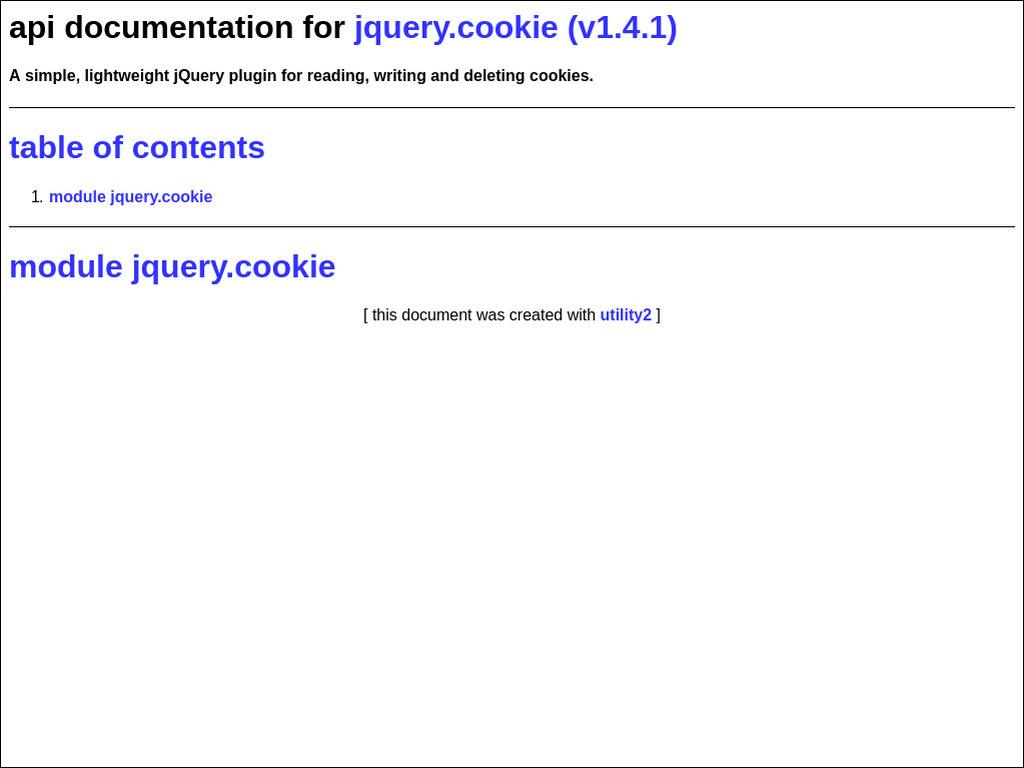 api documentation for jquery.cookie (v1.4.1)
A simple, lightweight jQuery plugin for reading, writing and deleting cookies.
table of contents
1. module jquery.cookie
module jquery.cookie
[ this document was created with utility2 ]